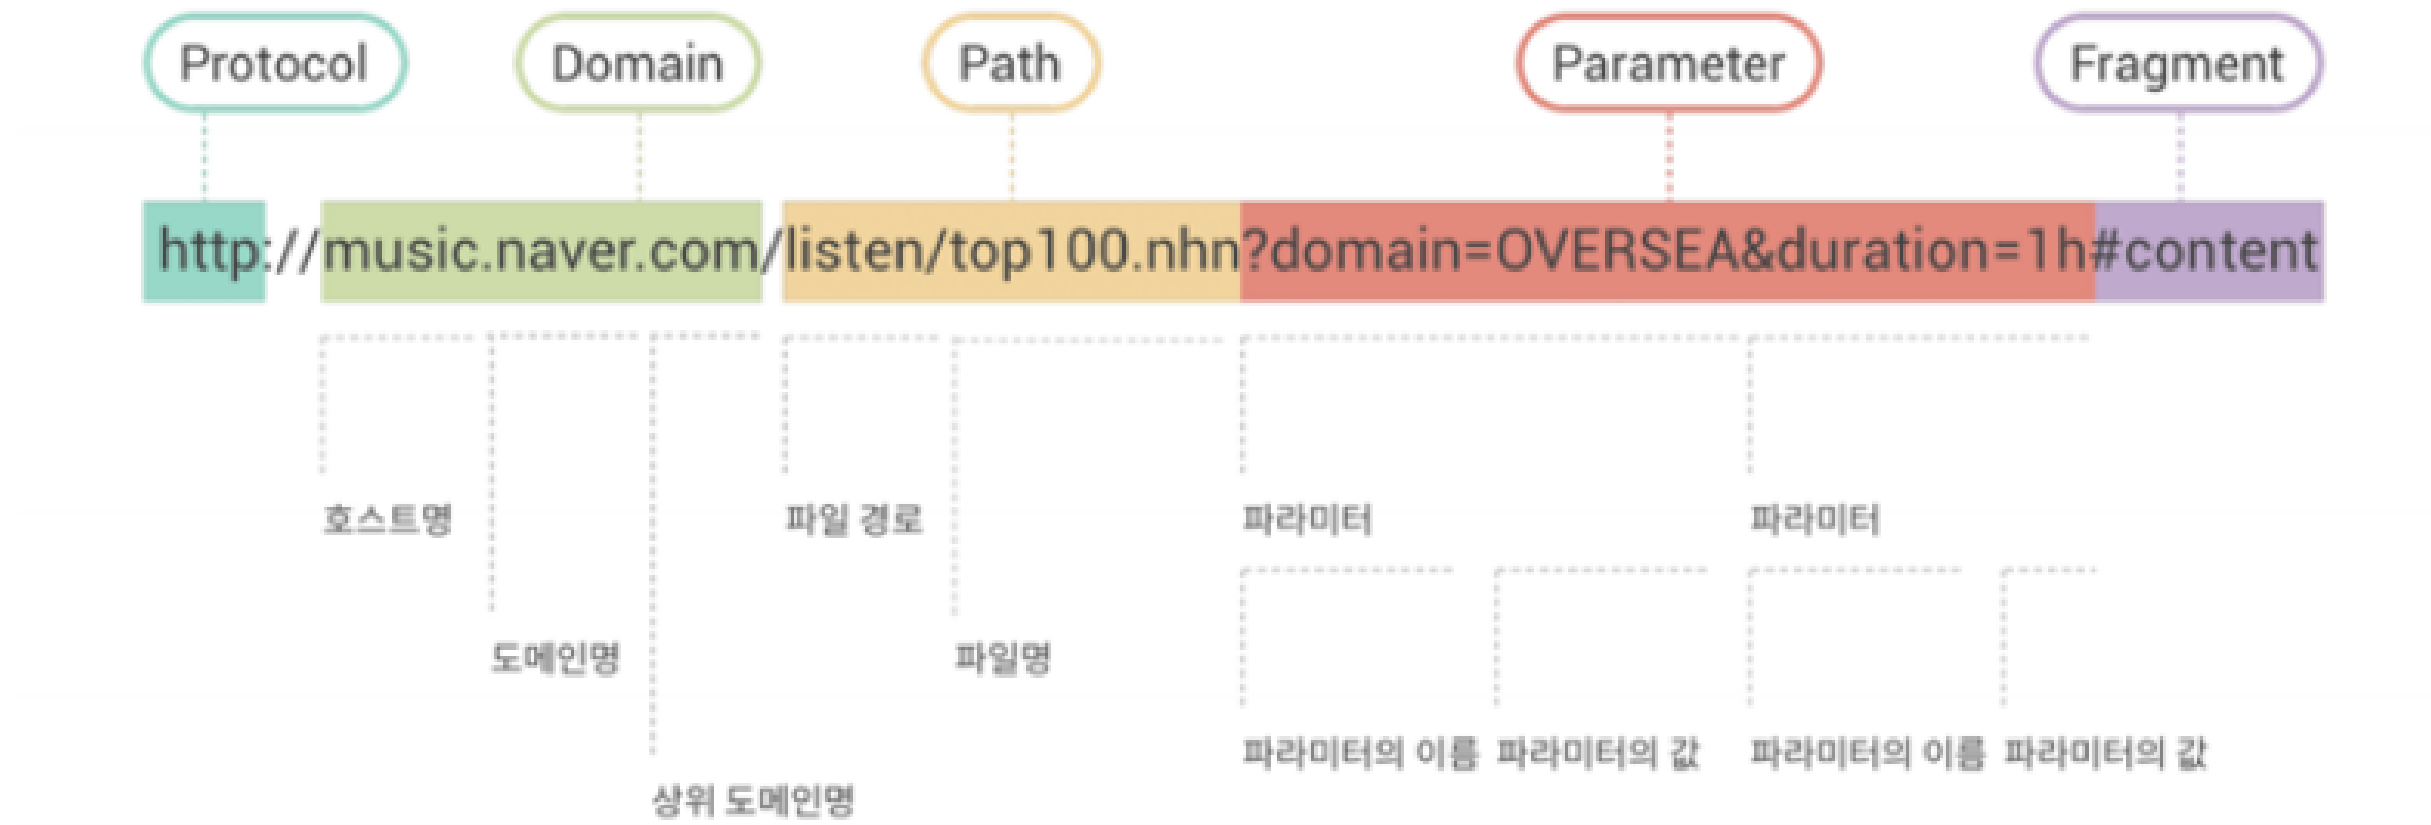 Protocol Domain Path Parameter Fragment
http://music.naver.com/listen/top100.nhn?domain=OVERSEA&duration=1h#content
호스트명 파일 경로 파라미터 파라미터
도메인명 파일명
파라미터의 이름 파라미터의 값 파라미터의 이름 파라미터의 값
상위 도메인명